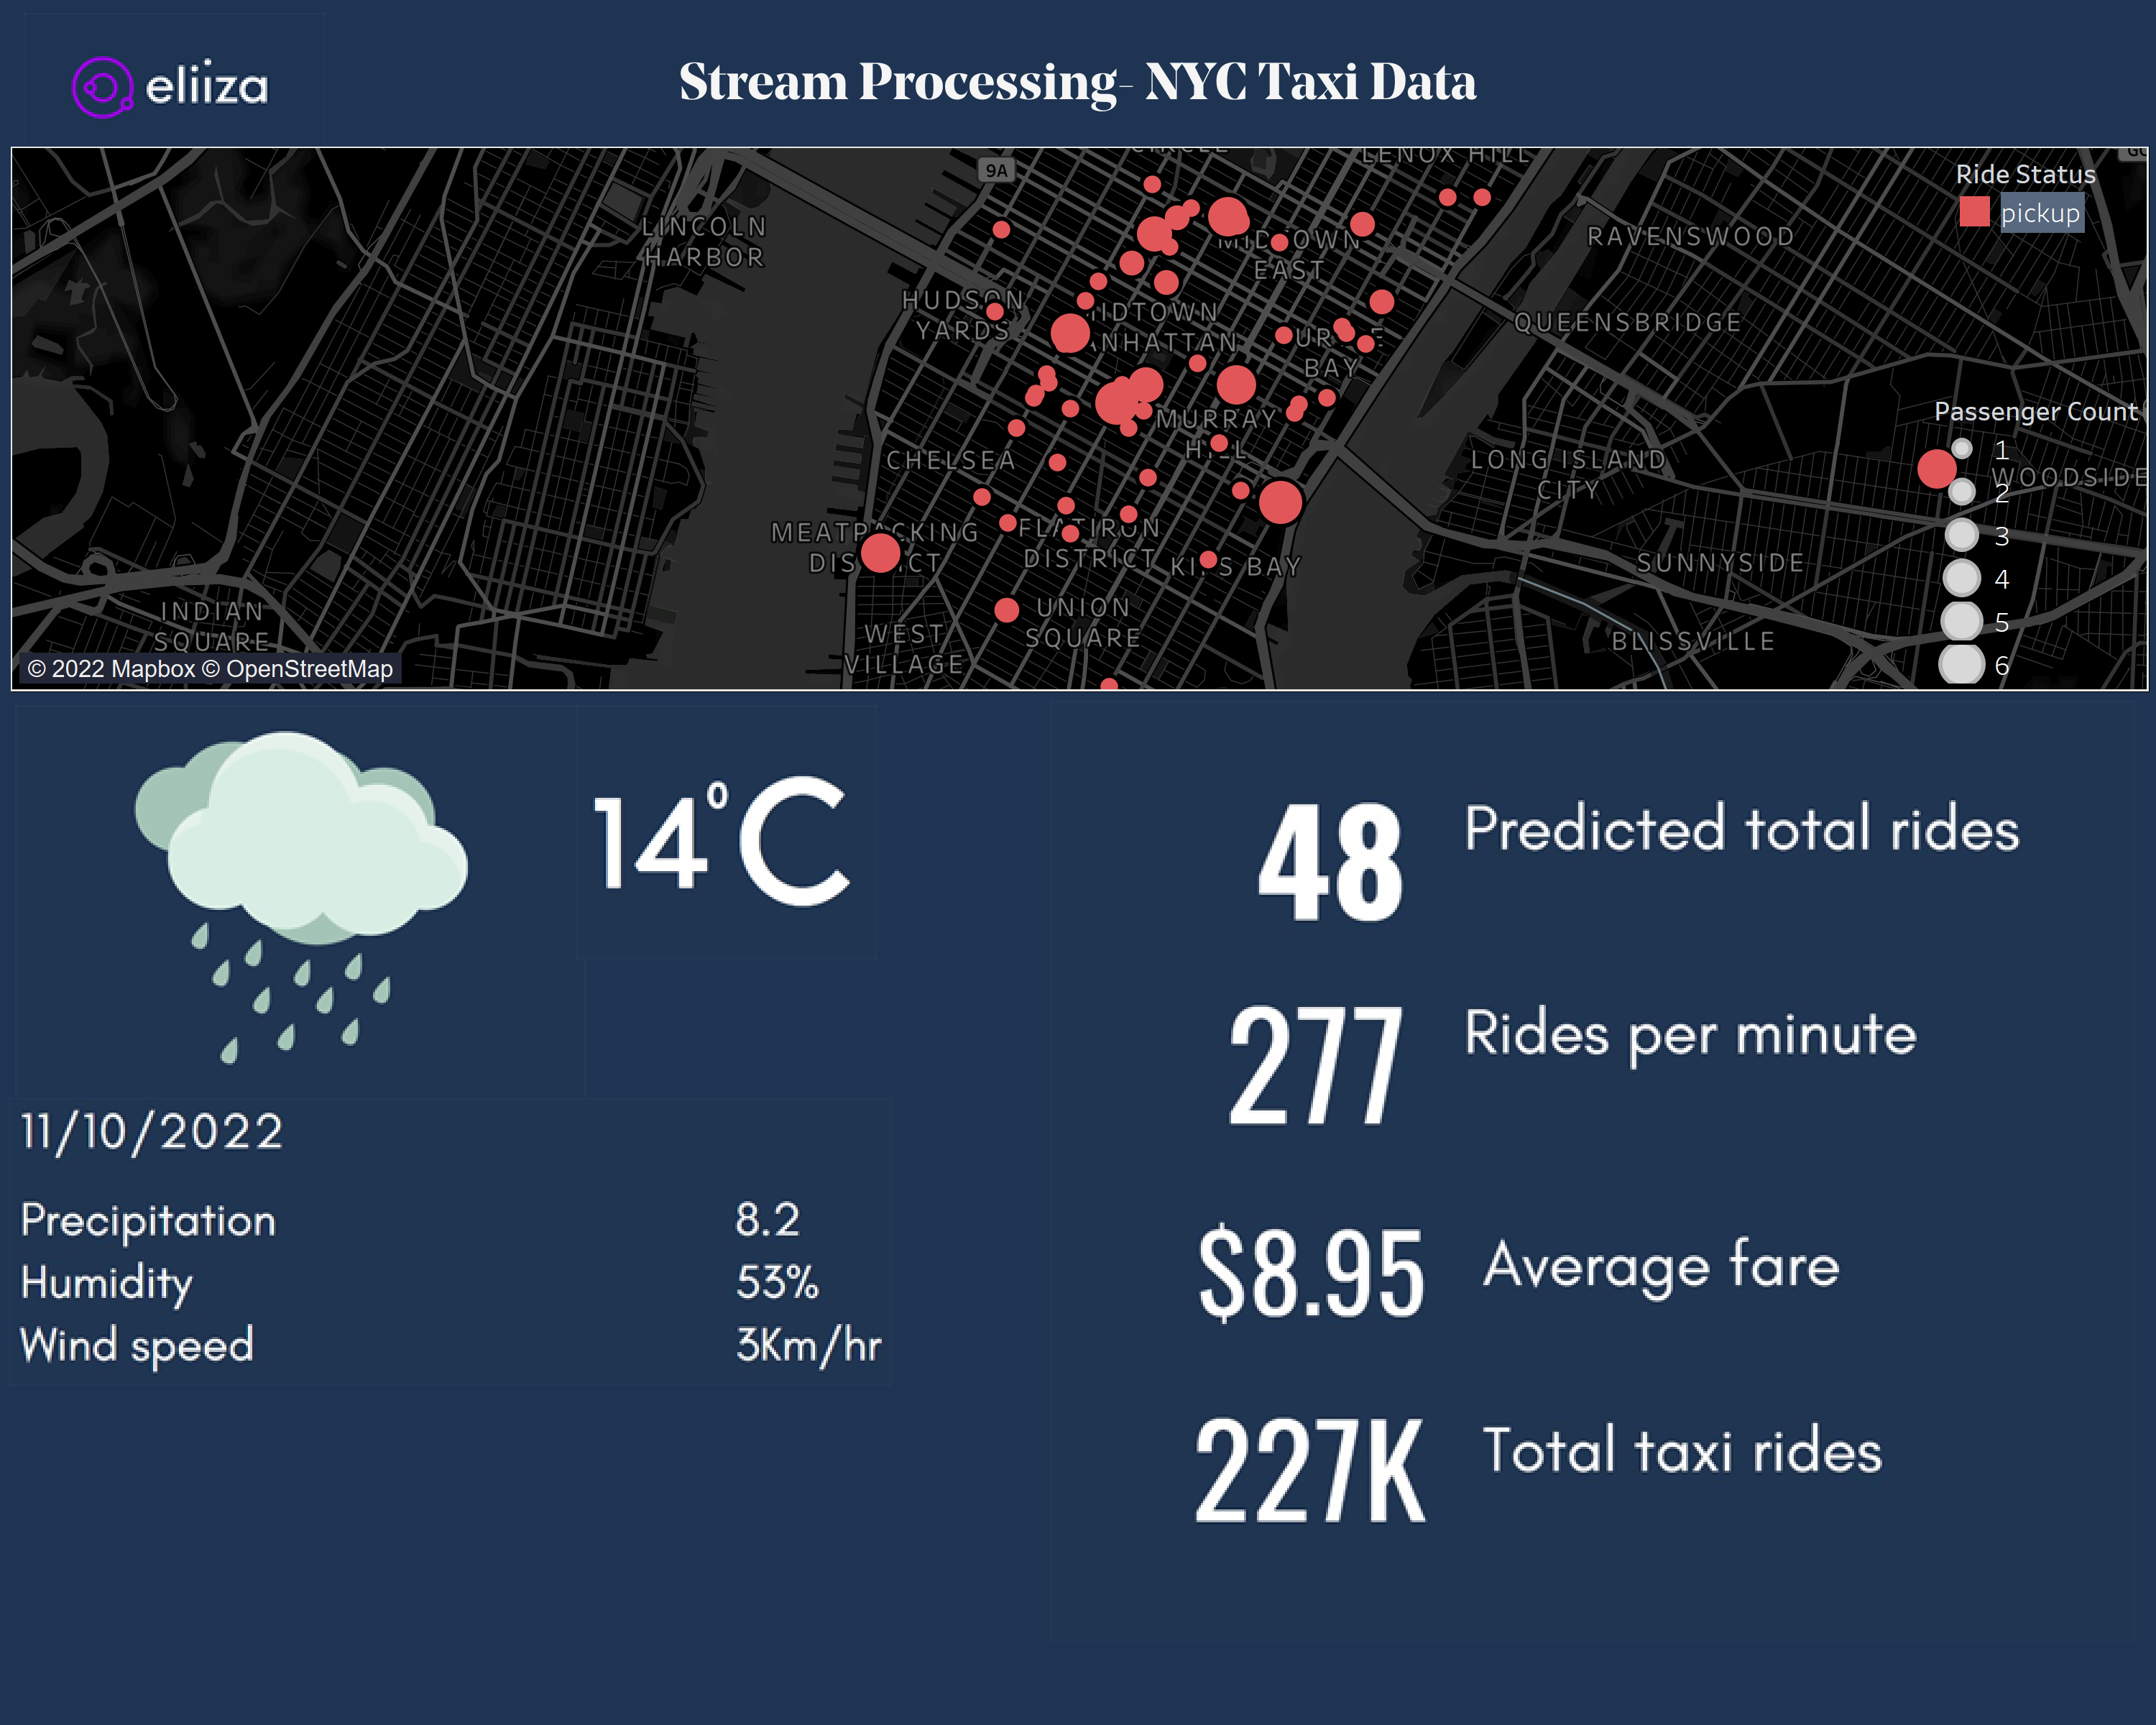 eliiza
Stream Processing- NYC Taxi Data
9A
CIRCLE
LENOX HILL
Ride Status
pickup
LINCOLN
HARBOR
MIDTOWN
EAST
RAVENSWOOD
HUDSON
YARDS
MIDTOWN
MANHATTAN
BAY
QUEENSBRIDGE
Passenger Count
1
2
3
4
5
6
MURRAY
HILL
CHELSEA
LONG ISLAND
CITY
WOODSIDE
MEATPACKING
DISTRICT
FLATIRON
DISTRICT
KIPS BAY
SUNNYSIDE
INDIAN
SQUARE
UNION
SQUARE
WEST
VILLAGE
BLISSVILLE
© 2022 Mapbox © OpenStreetMap
14°C
48 Predicted total rides
277 Rides per minute
$8.95 Average fare
227K Total taxi rides
11/10/2022
Precipitation 8.2
Humidity 53%
Wind speed 3Km/hr